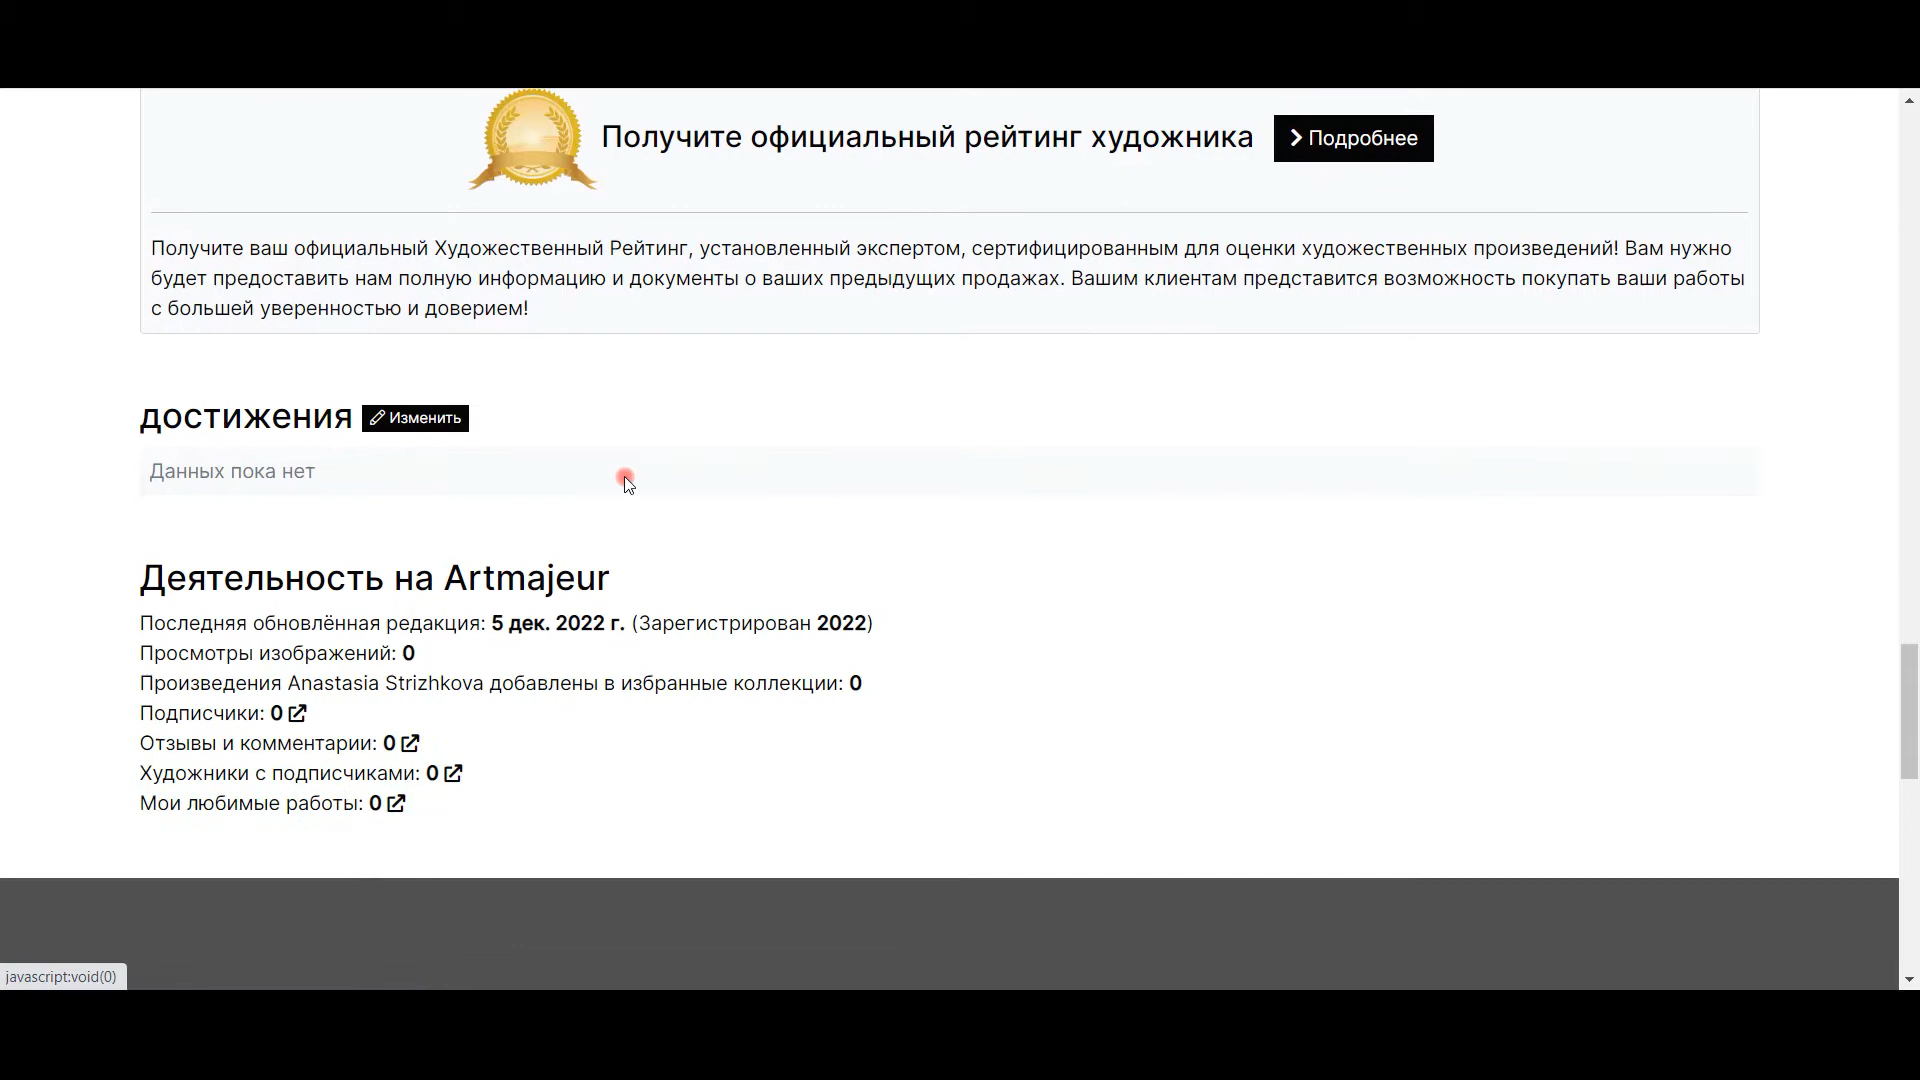 Получите официальный рейтинг художника
Подробнее
Получите ваш официальный Художественный Рейтинг, установленный экспертом, сертифицированным для оценки художественных произведений! Вам нужно
будет предоставить нам полную информацию и документы о ваших предыдущих продажах. Вашим клиентам представится возможность покупать ваши работы
с большей уверенностью и доверием!
достижения
Изменить
Данных пока нет
Деятельность на Artmajeur
Последняя обновлённая редакция: 5 дек. 2022 г. (Зарегистрирован 2022)
Просмотры изображений: 0
Произведения Anastasia Strizhkova добавлены в избранные коллекции: 0
Подписчики: 0
Отзывы и комментарии: 0
Художники с подписчиками: 0
Мои любимые работы: 0
javascript:void(0)